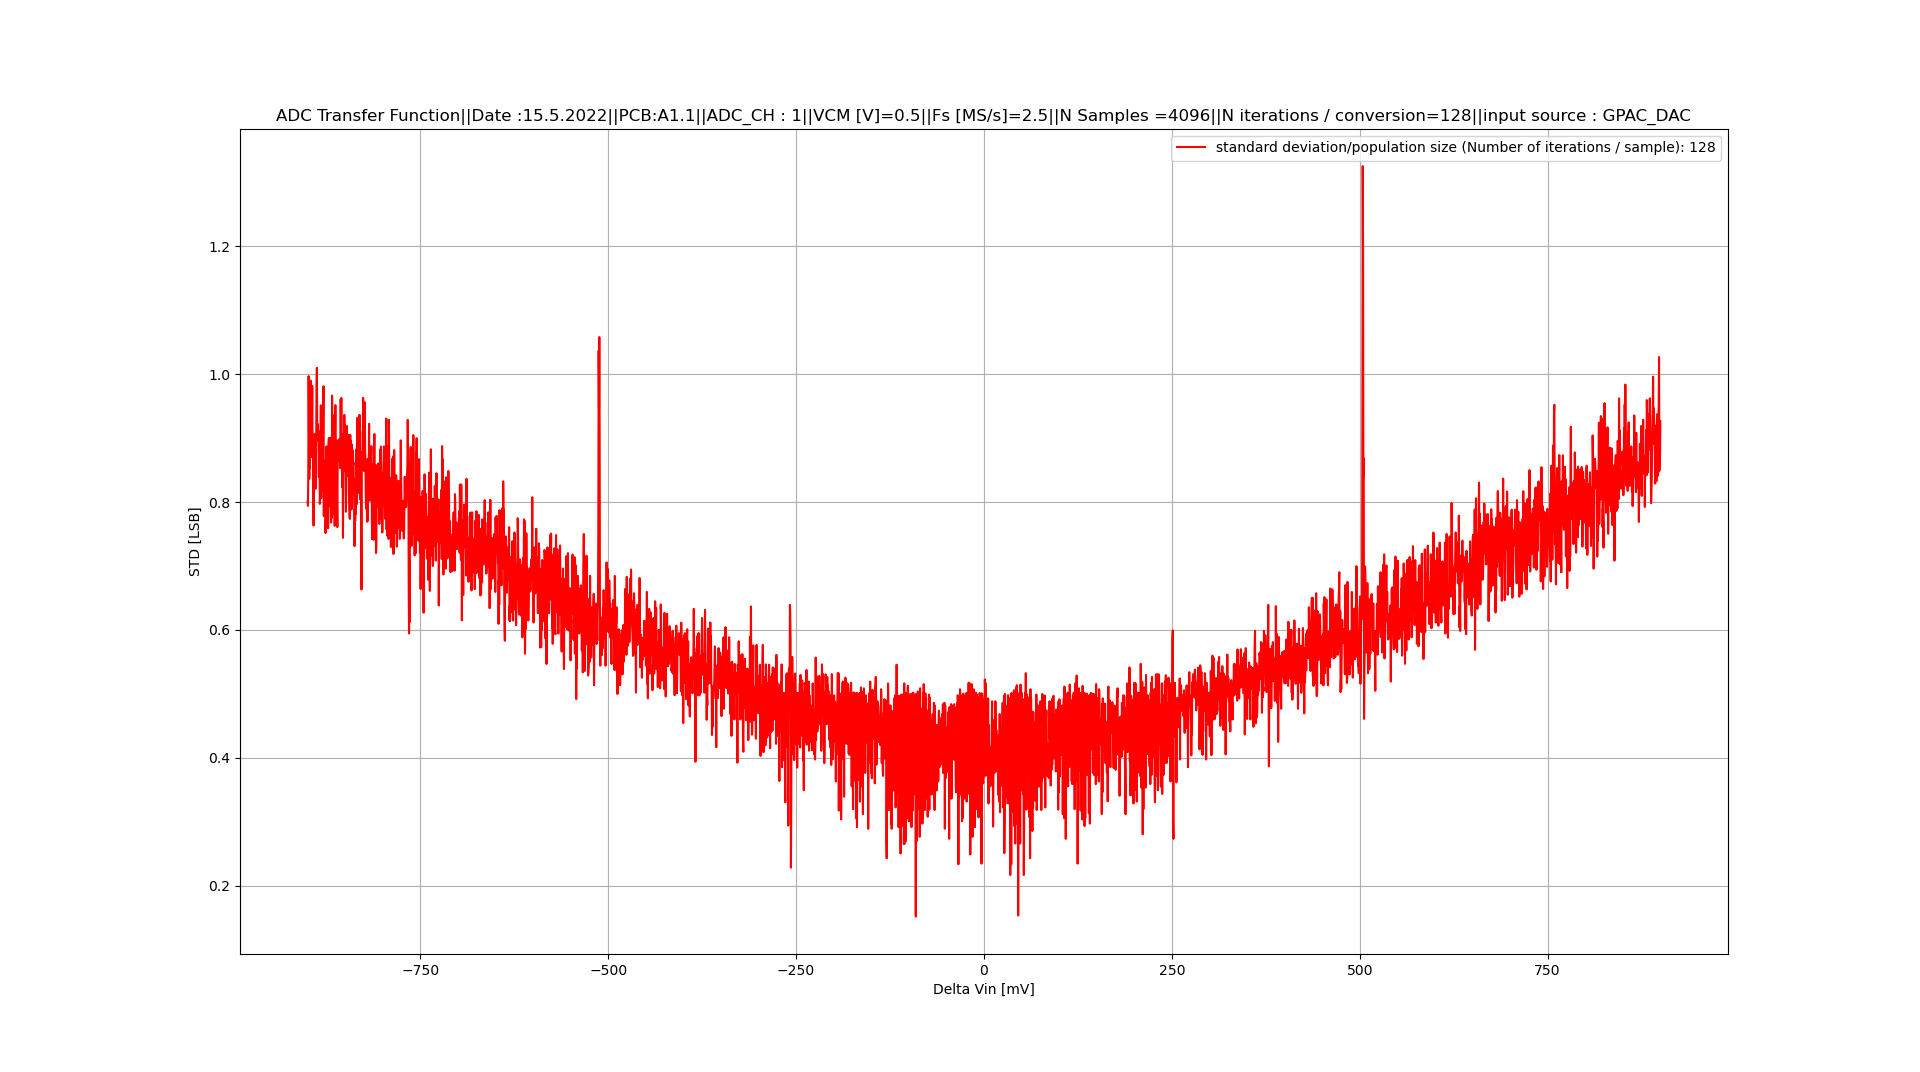 ADC Transfer Function||Date :15.5.2022||PCB:A1.1||ADC_CH : 1||VCM [V]=0.5||Fs [MS/s]=2.5||N Samples =4096||N iterations / conversion=128||input source : GPAC_DAC
standard deviation/population size (Number of iterations / sample): 128
1.2
1.0
0.8
0.6
0.4
0.2
STD [LSB]
−750 −500 −250 0 250 500 750
Delta Vin [mV]